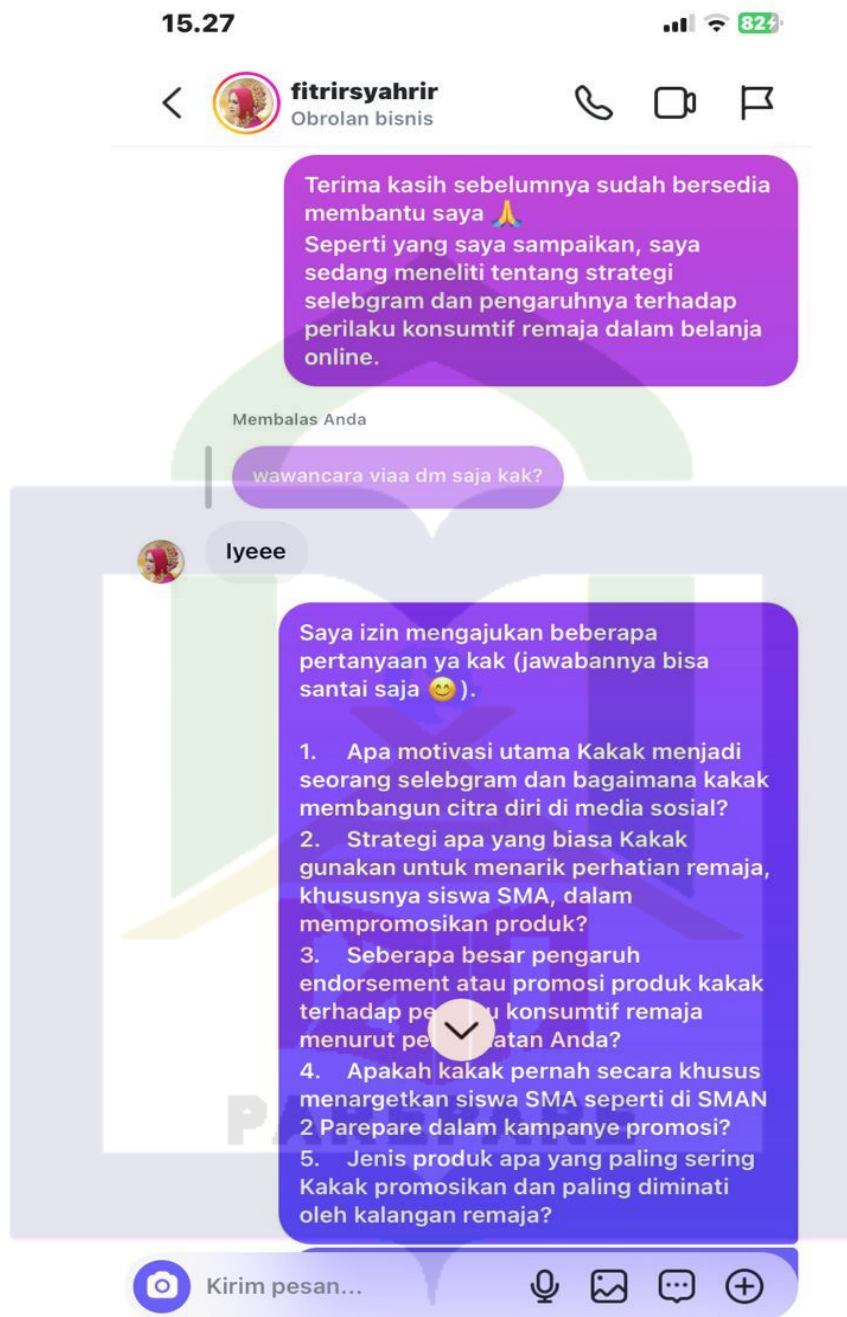 15.27
82
fitrirsyahrir
Obrolan bisnis
Terima kasih sebelumnya sudah bersedia
membantu saya 🙏
Seperti yang saya sampaikan, saya
sedang meneliti tentang strategi
selebgram dan pengaruhnya terhadap
perilaku konsumtif remaja dalam belanja
online.
Membalas Anda
wawancara viaa dm saja kak?
Iyeee
Saya izin mengajukan beberapa
pertanyaan ya kak (jawabannya bisa
santai saja 😊).
1. Apa motivasi utama Kakak menjadi
seorang selebgram dan bagaimana kakak
membangun citra diri di media sosial?
2. Strategi apa yang biasa Kakak
gunakan untuk menarik perhatian remaja,
khususnya siswa SMA, dalam
mempromosikan produk?
3. Seberapa besar pengaruh
endorsement atau promosi produk kakak
terhadap konsumtif remaja
menurut Anda?
4. Apakah kakak pernah secara khusus
menargetkan siswa SMA seperti di SMAN
2 Parepare dalam kampanye promosi?
5. Jenis produk apa yang paling sering
Kakak promosikan dan paling diminati
oleh kalangan remaja?
PAREPARE
Kirim pesan...